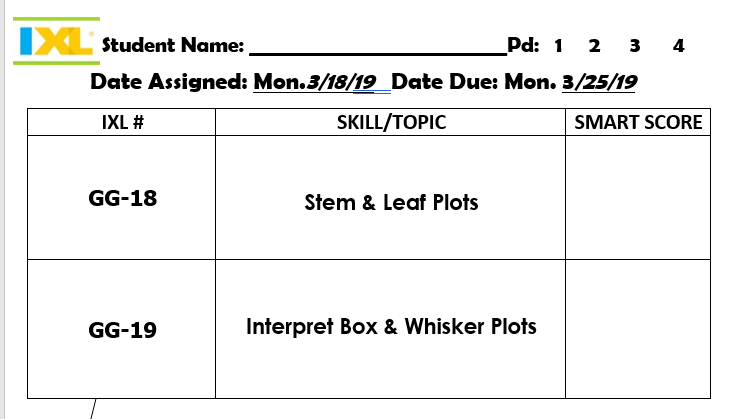 IXL Student Name: ____________________Pd: 1 2 3 4
Date Assigned: Mon.3/18/19 Date Due: Mon. 3/25/19
IXL # SKILL/TOPIC SMART SCORE
GG-18 Stem & Leaf Plots
GG-19 Interpret Box & Whisker Plots